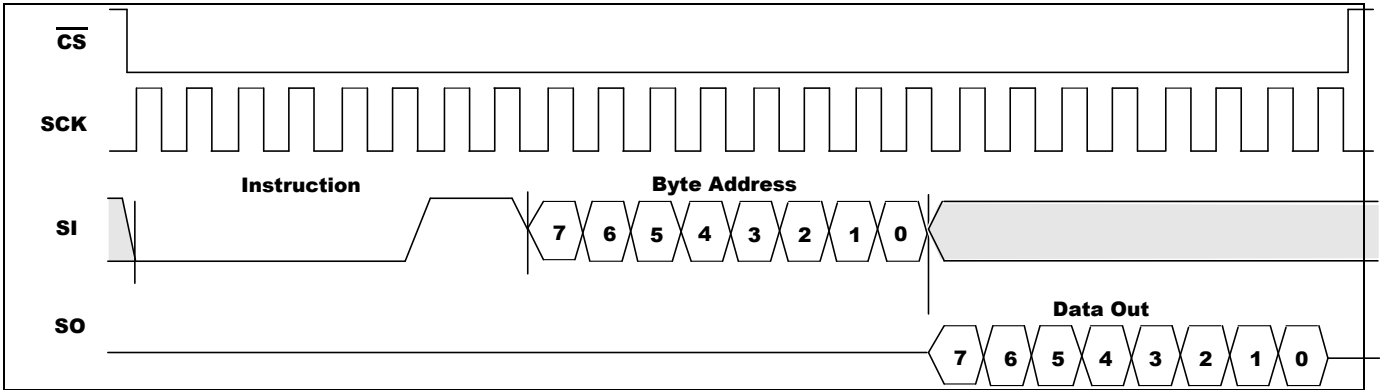 CS
SCK
Instruction
Byte Address
SI
7 6 5 4 3 2 1 0
Data Out
SO
7 6 5 4 3 2 1 0